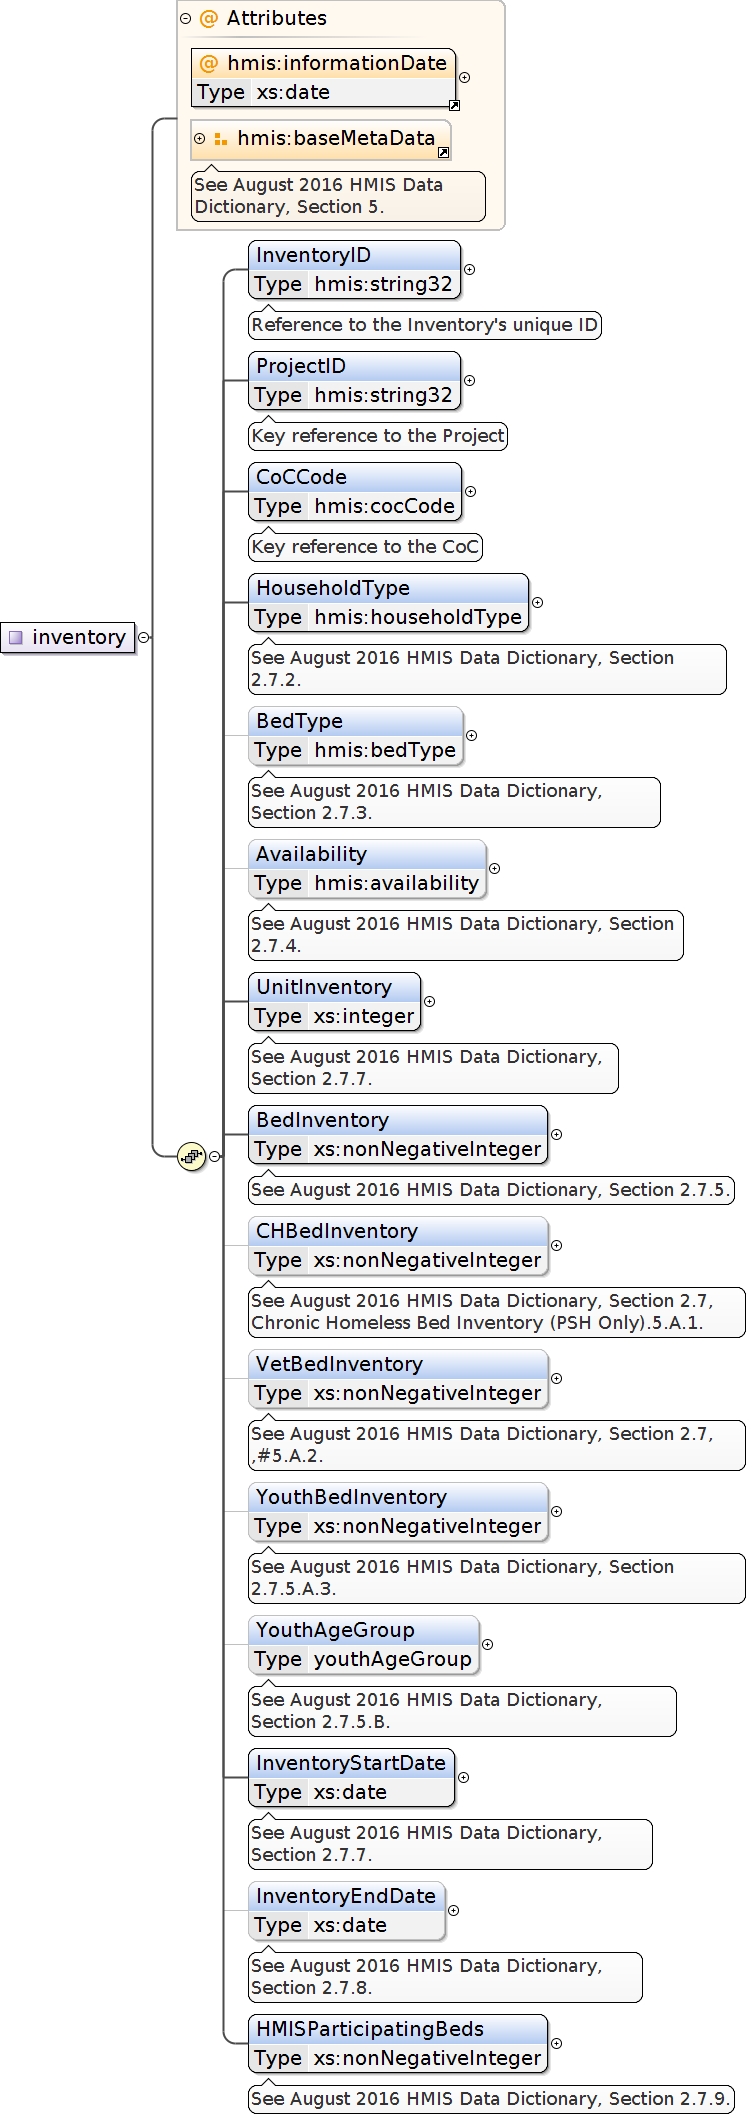 @ Attributes
@ hmis:informationDate
Type xs:date
hmis:baseMetaData
See August 2016 HMIS Data
Dictionary, Section 5.
InventoryID
Type hmis:string32
Reference to the Inventory's unique ID
ProjectID
Type hmis:string32
Key reference to the Project
CoCCode
Type hmis:cocCode
Key reference to the CoC
HouseholdType
Type hmis:householdType
inventory
See August 2016 HMIS Data Dictionary, Section
2.7.2.
BedType
Type hmis:bedType
See August 2016 HMIS Data Dictionary,
Section 2.7.3.
Availability
Type hmis:availability
See August 2016 HMIS Data Dictionary, Section
2.7.4.
UnitInventory
Type xs:integer
See August 2016 HMIS Data Dictionary,
Section 2.7.7.
BedInventory
Type xs:nonNegativeInteger
See August 2016 HMIS Data Dictionary, Section 2.7.5.
CHBedInventory
Type xs:nonNegativeInteger
See August 2016 HMIS Data Dictionary, Section 2.7,
Chronic Homeless Bed Inventory (PSH Only).5.A.1.
VetBedInventory
Type xs:nonNegativeInteger
See August 2016 HMIS Data Dictionary, Section 2.7,
,#5.A.2.
YouthBedInventory
Type xs:nonNegativeInteger
See August 2016 HMIS Data Dictionary, Section
2.7.5.A.3.
YouthAgeGroup
Type youthAgeGroup
See August 2016 HMIS Data Dictionary,
Section 2.7.5.B.
InventoryStartDate
Type xs:date
See August 2016 HMIS Data Dictionary,
Section 2.7.7.
InventoryEndDate
Type xs:date
See August 2016 HMIS Data Dictionary,
Section 2.7.8.
HMISParticipatingBeds
Type xs:nonNegativeInteger
See August 2016 HMIS Data Dictionary, Section 2.7.9.